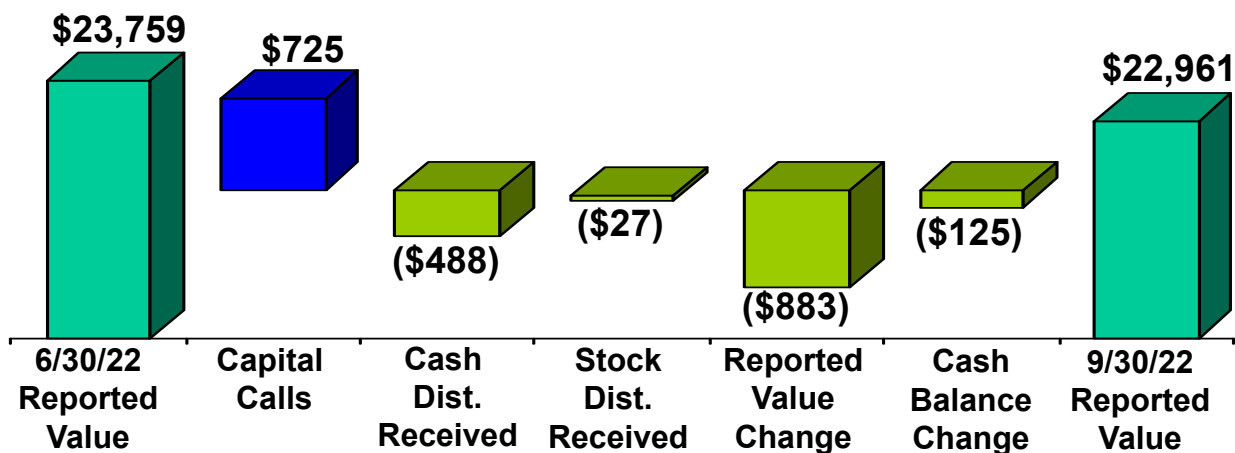 $23,759
$725
($488)
($27)
($883)
($125)
$22,961
6/30/22
Reported
Value
Capital
Calls
Cash
Dist.
Received
Stock
Dist.
Received
Reported
Value
Change
Cash
Balance
Change
9/30/22
Reported
Value